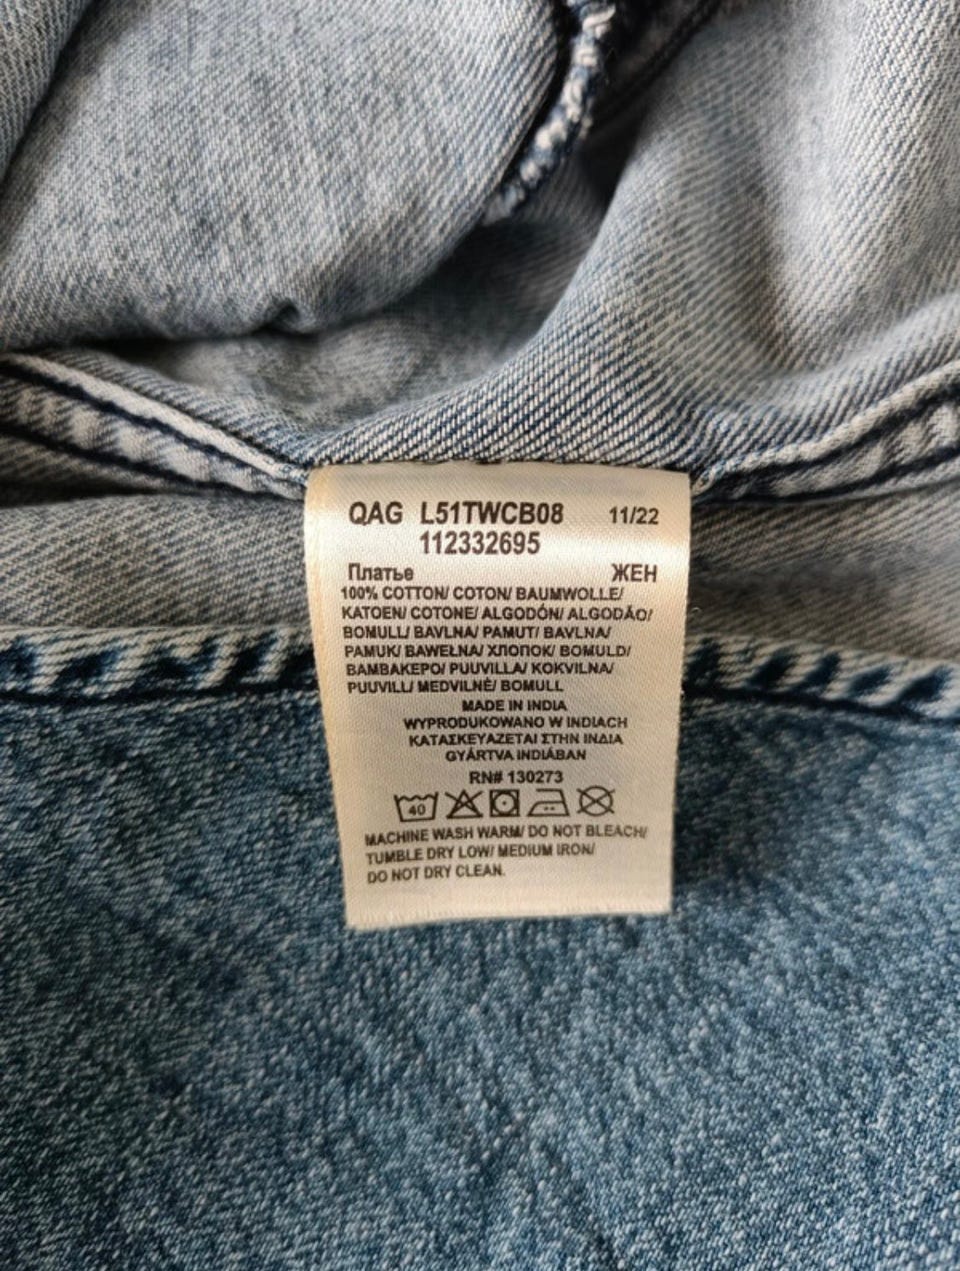 QAG L51TWCB08 11/22
112332695
Платье ЖЕН
100% COTTON/ COTON/ BAUMWOLLE/
KATOEN/ COTONE/ ALGODÓN/ ALGODÃO/
BOMULL/ BAVLNA/ PAMUT/ BAVLNA/
PAMUK/ BAWEŁNA/ ХЛОПОК/ BOMULD/
ΒΑΜΒΑΚΕΡΟ/ PUUVILLA/ KOKVILNA/
PUUVILL/ MEDVILNĖ/ BOMULL
MADE IN INDIA
WYPRODUKOWANO W INDIACH
ΚΑΤΑΣΚΕΥΑΖΕΤΑΙ ΣΤΗΝ ΙΝΔΙΑ
GYÁRTVA INDIÁBAN
RN# 130273
40
MACHINE WASH WARM/ DO NOT BLEACH/
TUMBLE DRY LOW/ MEDIUM IRON/
DO NOT DRY CLEAN.